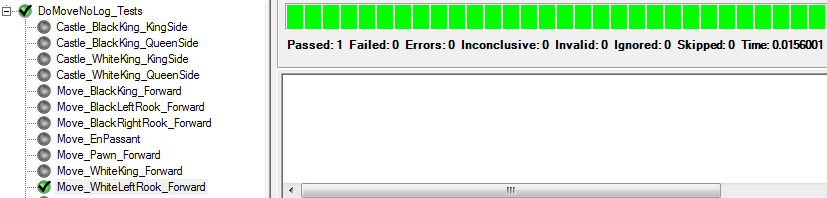 DoMoveNoLog_Tests
Castle_BlackKing_KingSide
Castle_BlackKing_QueenSide
Castle_WhiteKing_KingSide
Castle_WhiteKing_QueenSide
Move_BlackKing_Forward
Move_BlackLeftRook_Forward
Move_BlackRightRook_Forward
Move_EnPassant
Move_Pawn_Forward
Move_WhiteKing_Forward
Move_WhiteLeftRook_Forward
Passed: 1 Failed: 0 Errors: 0 Inconclusive: 0 Invalid: 0 Ignored: 0 Skipped: 0 Time: 0.0156001